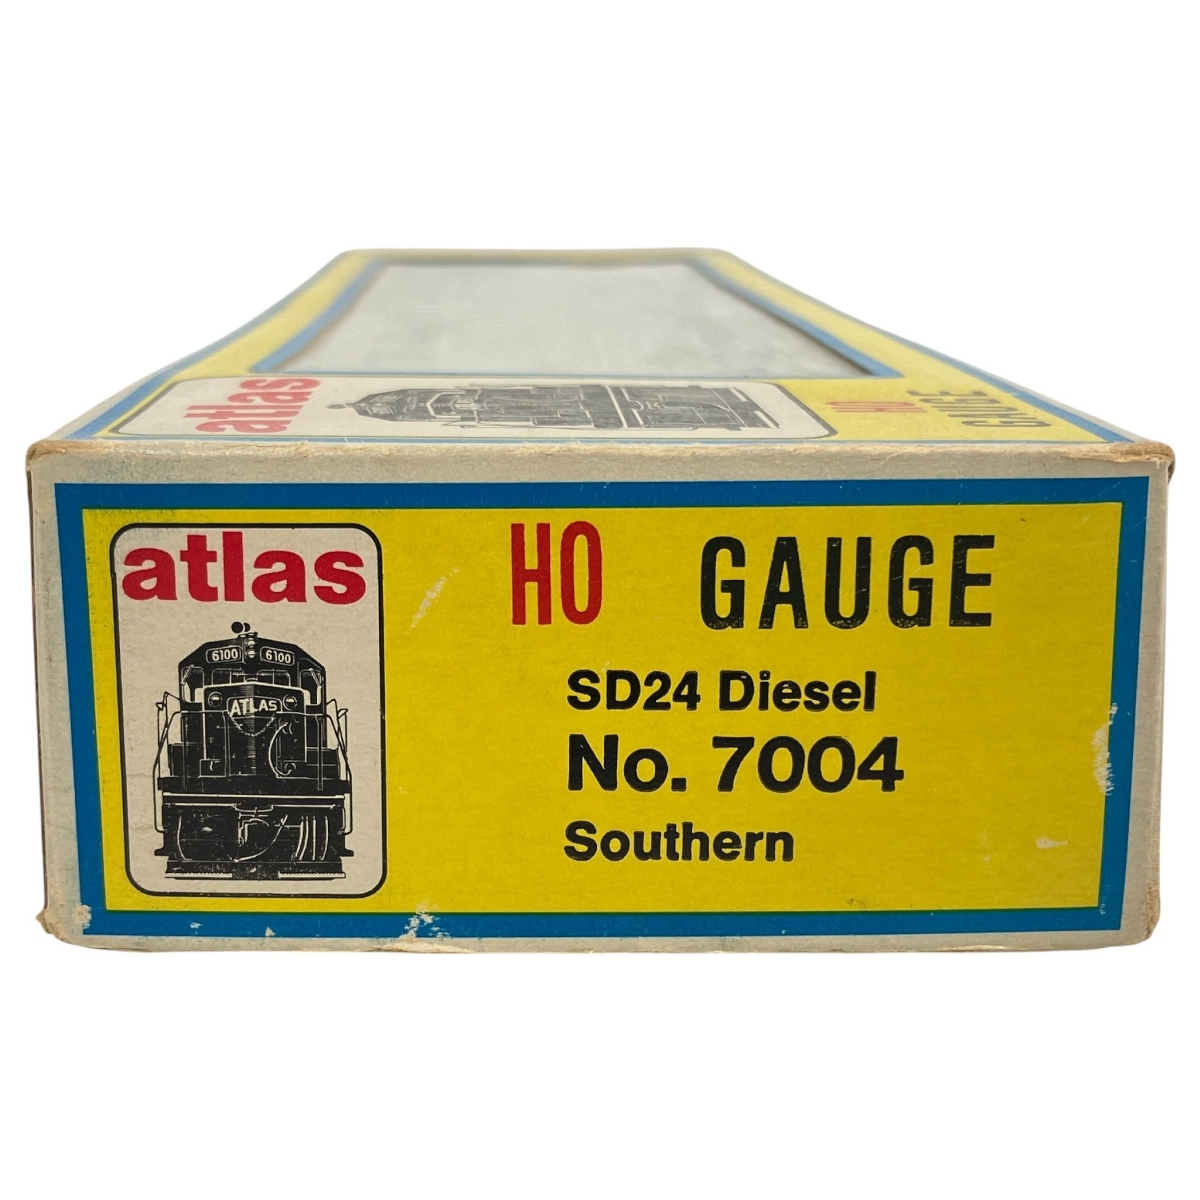 atlas
HO GAUGE
atlas
HO GAUGE
6100 6100
ATLAS
SD24 Diesel
No. 7004
Southern